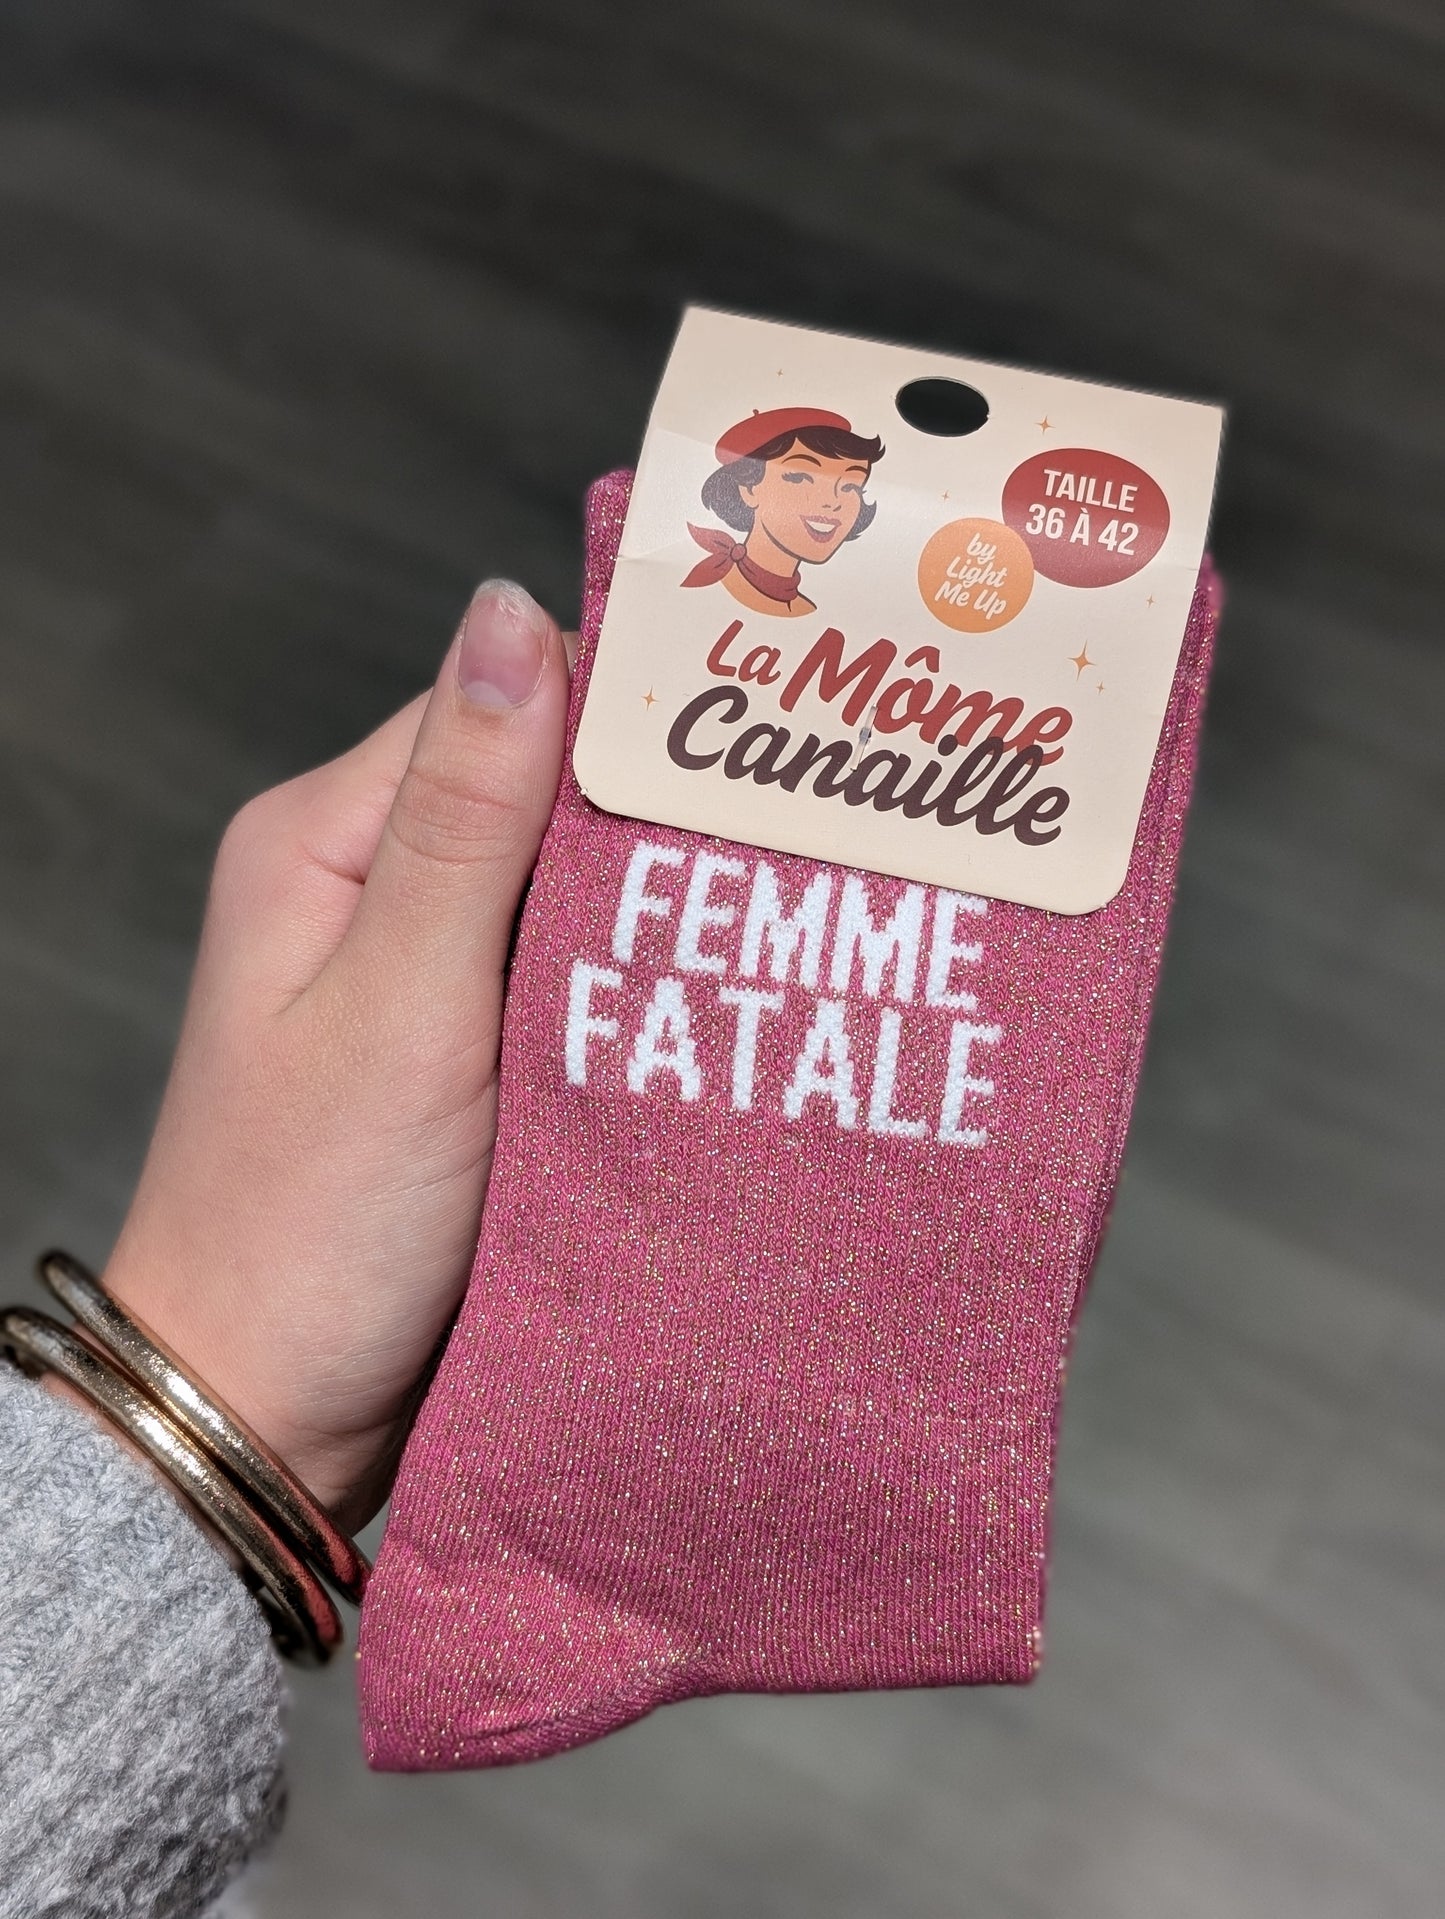 TAILLE
36 À 42
by
Light
Me Up
La Môme
Canaille
FEMME
FATALE